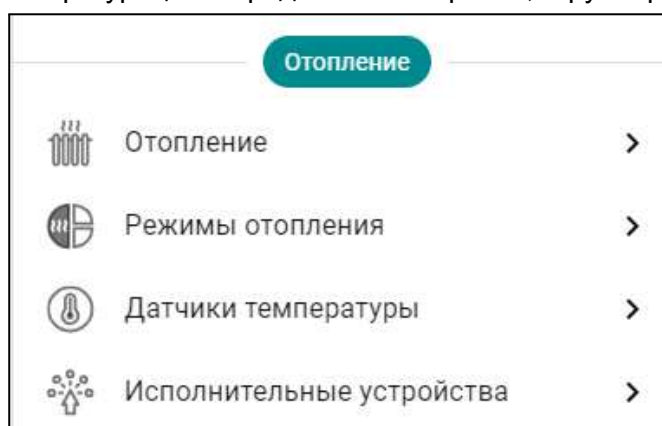 Отопление
Отопление
Режимы отопления
Датчики температуры
Исполнительные устройства